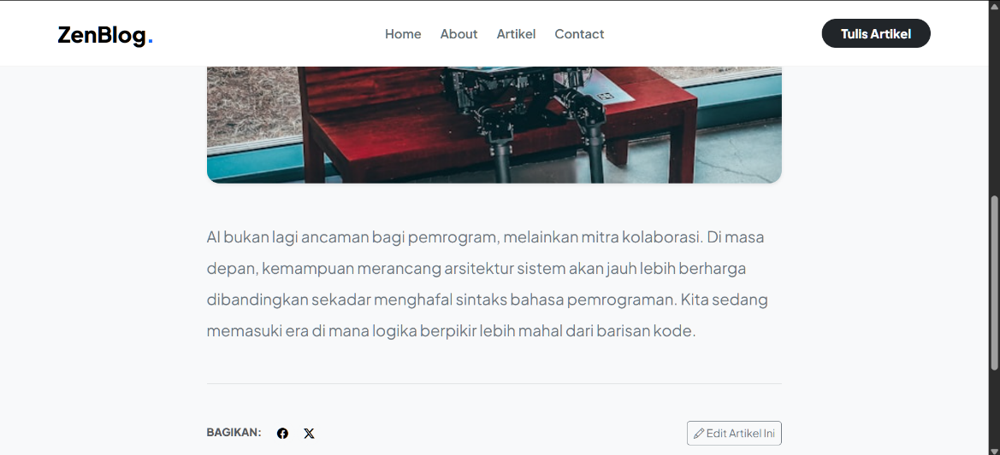 ZenBlog.
Home About Artikel Contact
Tulis Artikel
AI bukan lagi ancaman bagi pemrogram, melainkan mitra kolaborasi. Di masa
depan, kemampuan merancang arsitektur sistem akan jauh lebih berharga
dibandingkan sekadar menghafal sintaks bahasa pemrograman. Kita sedang
memasuki era di mana logika berpikir lebih mahal dari barisan kode.
BAGIKAN:
Edit Artikel Ini